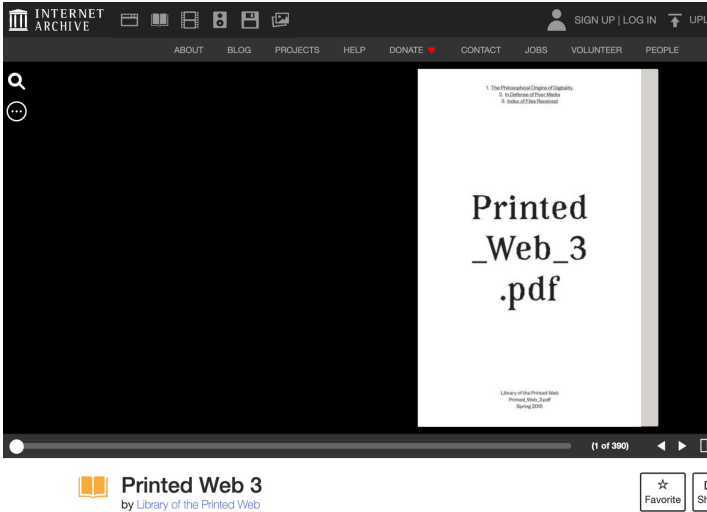 INTERNET
ARCHIVE
SIGN UP | LOG IN
UPL
ABOUT BLOG PROJECTS HELP DONATE CONTACT JOBS VOLUNTEER PEOPLE
1. The Philosophical Origins of Digitality
2. In Defense of Poor Media
3. Index of Files Received
Printed
_Web_3
.pdf
Library of the Printed Web
Printed_Web_3.pdf
(1 of 390)
Printed Web 3
by Library of the Printed Web
Favorite
Sh